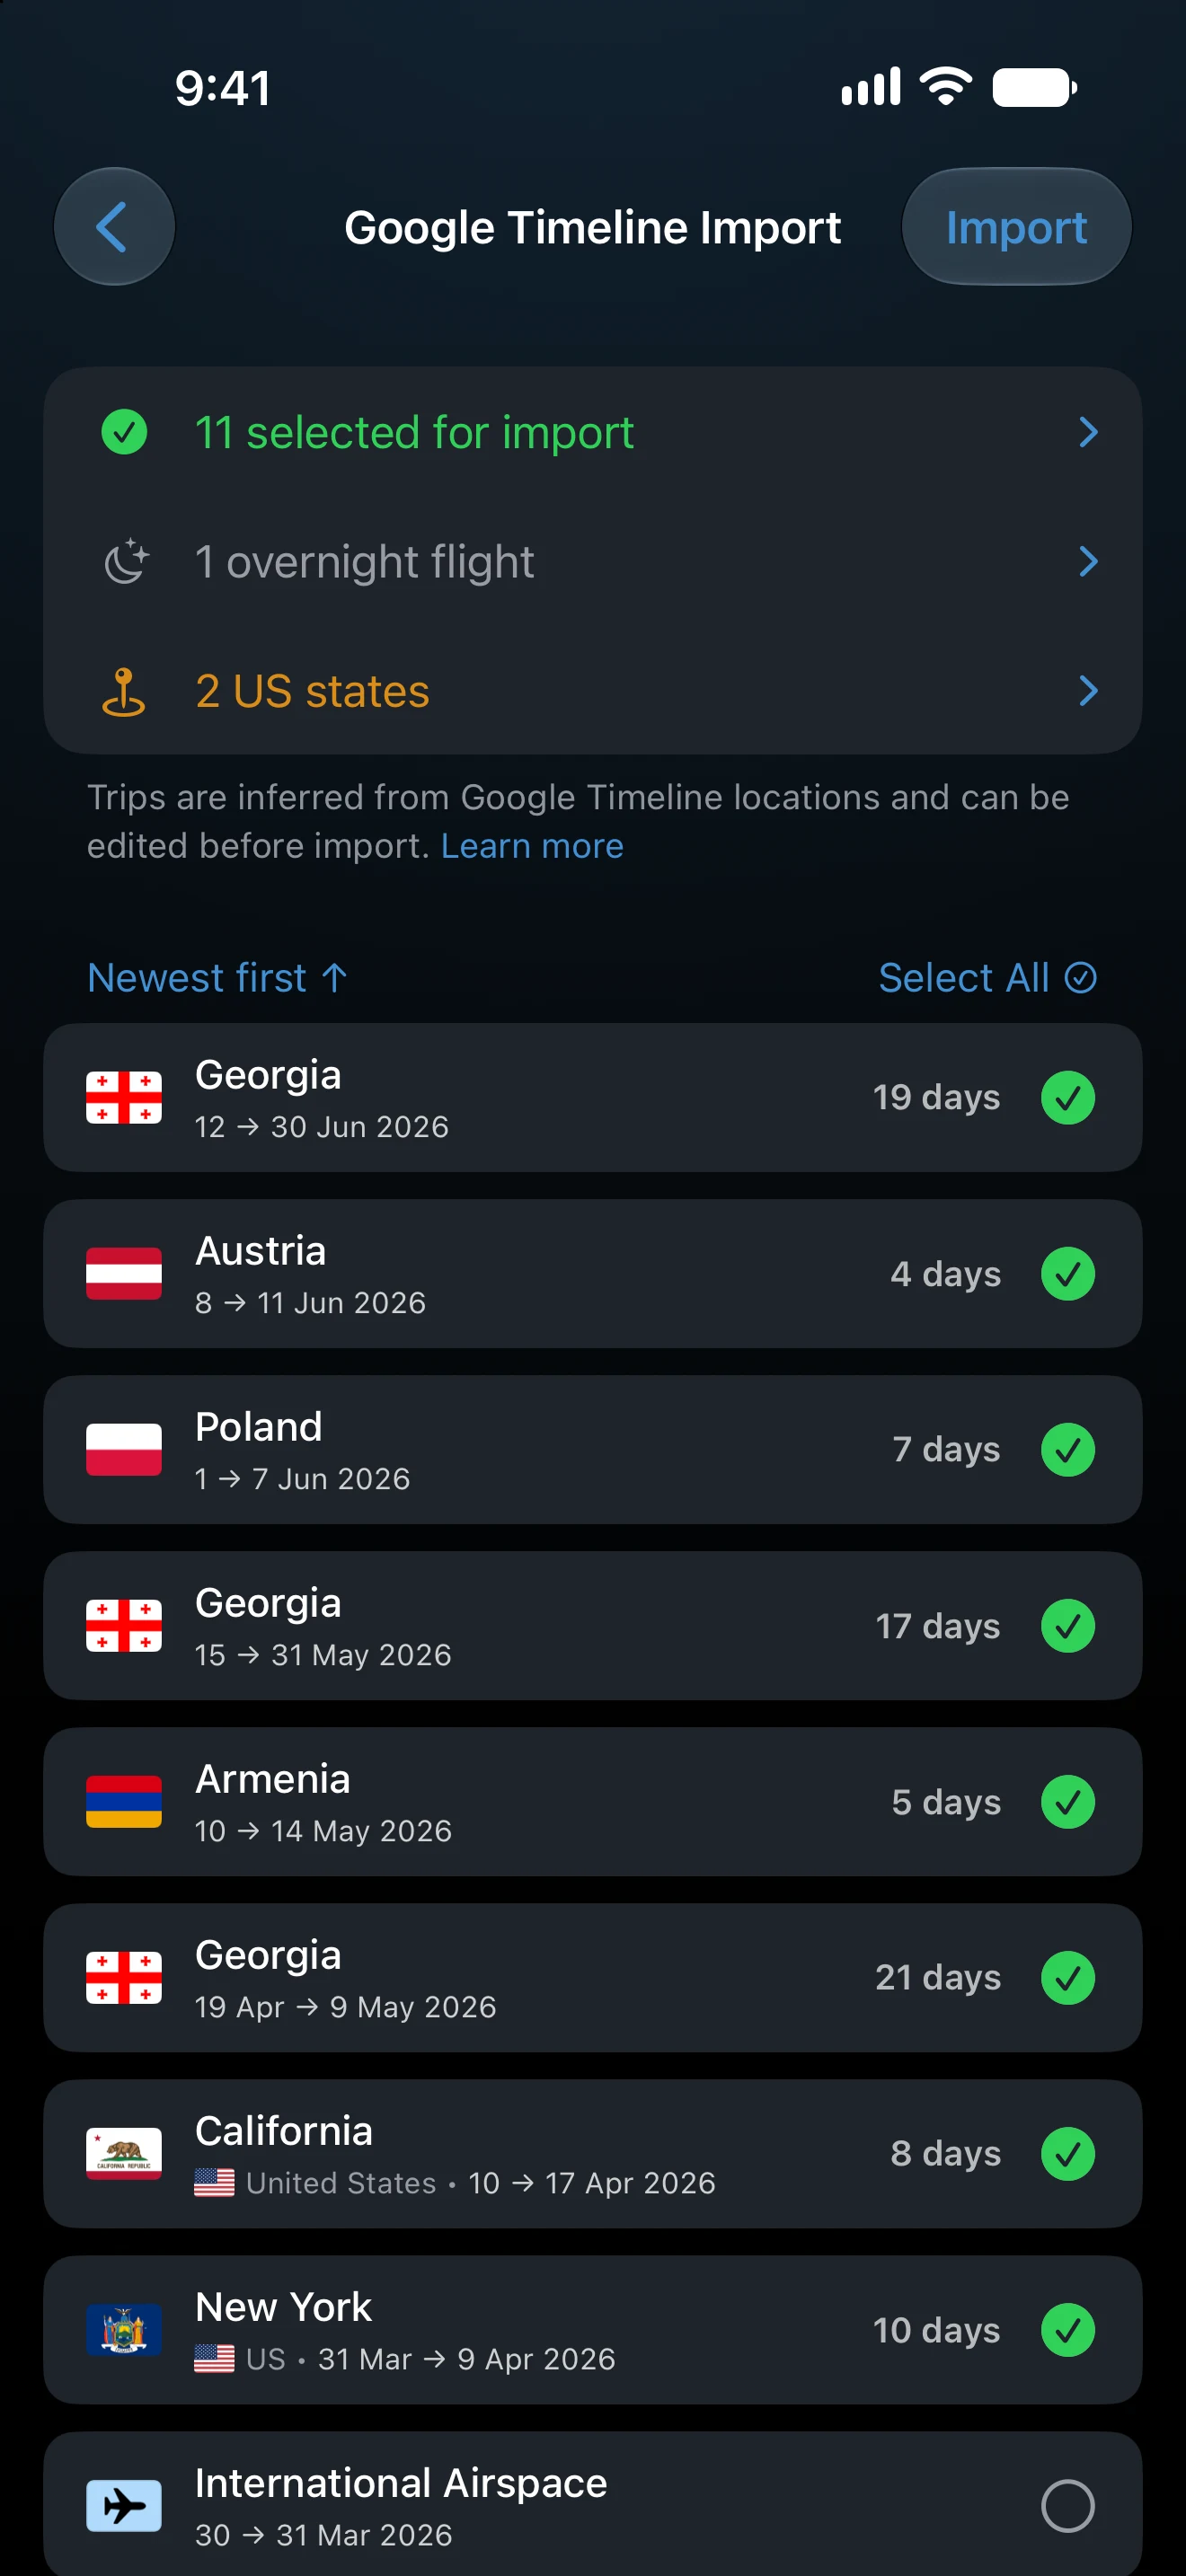 9:41
Google Timeline Import
Import
11 selected for import
1 overnight flight
2 US states
Trips are inferred from Google Timeline locations and can be
edited before import. Learn more
Newest first ↑
Select All
Georgia
12 → 30 Jun 2026
19 days
Austria
8 → 11 Jun 2026
4 days
Poland
1 → 7 Jun 2026
7 days
Georgia
15 → 31 May 2026
17 days
Armenia
10 → 14 May 2026
5 days
Georgia
19 Apr → 9 May 2026
21 days
CALIFORNIA REPUBLIC
California
United States • 10 → 17 Apr 2026
8 days
New York
US • 31 Mar → 9 Apr 2026
10 days
International Airspace
30 → 31 Mar 2026